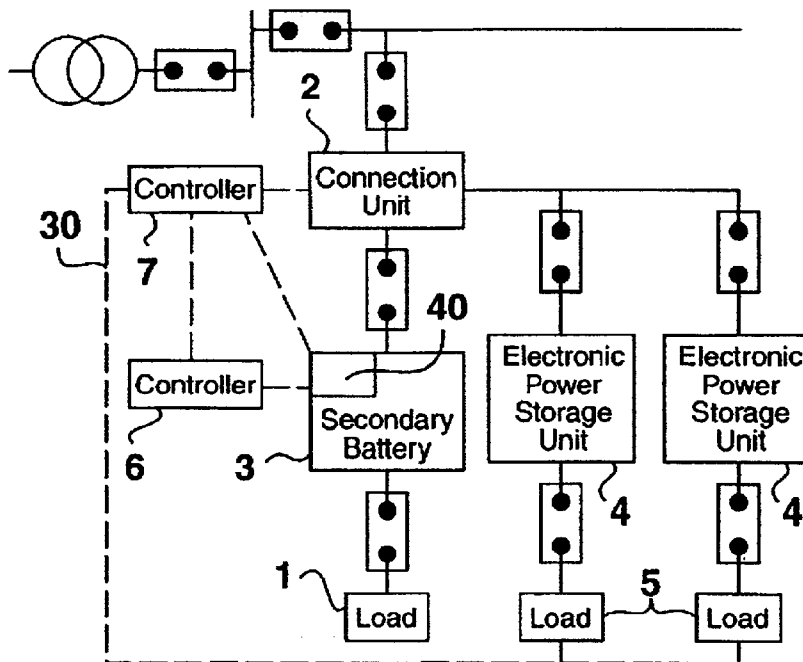 2
Controller
Connection
Unit
30
7
40
Controller
Secondary
Battery
Electronic
Power
Storage
Unit
Electronic
Power
Storage
Unit
6
3
4
4
1
Load
Load
5
Load